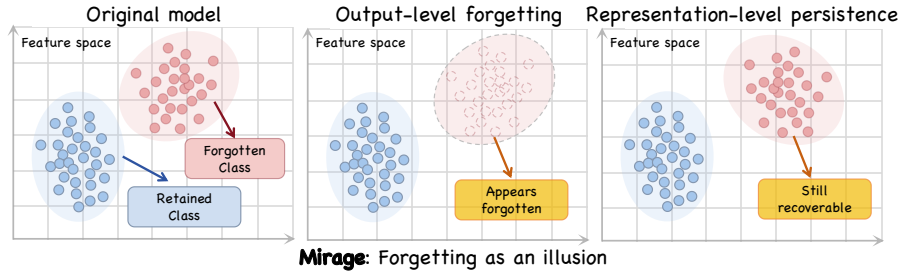 Original model
Output-level forgetting
Representation-level persistence
Feature space
Feature space
Feature space
Forgotten
Class
Retained
Class
Appears
forgotten
Still
recoverable
Mirage: Forgetting as an illusion